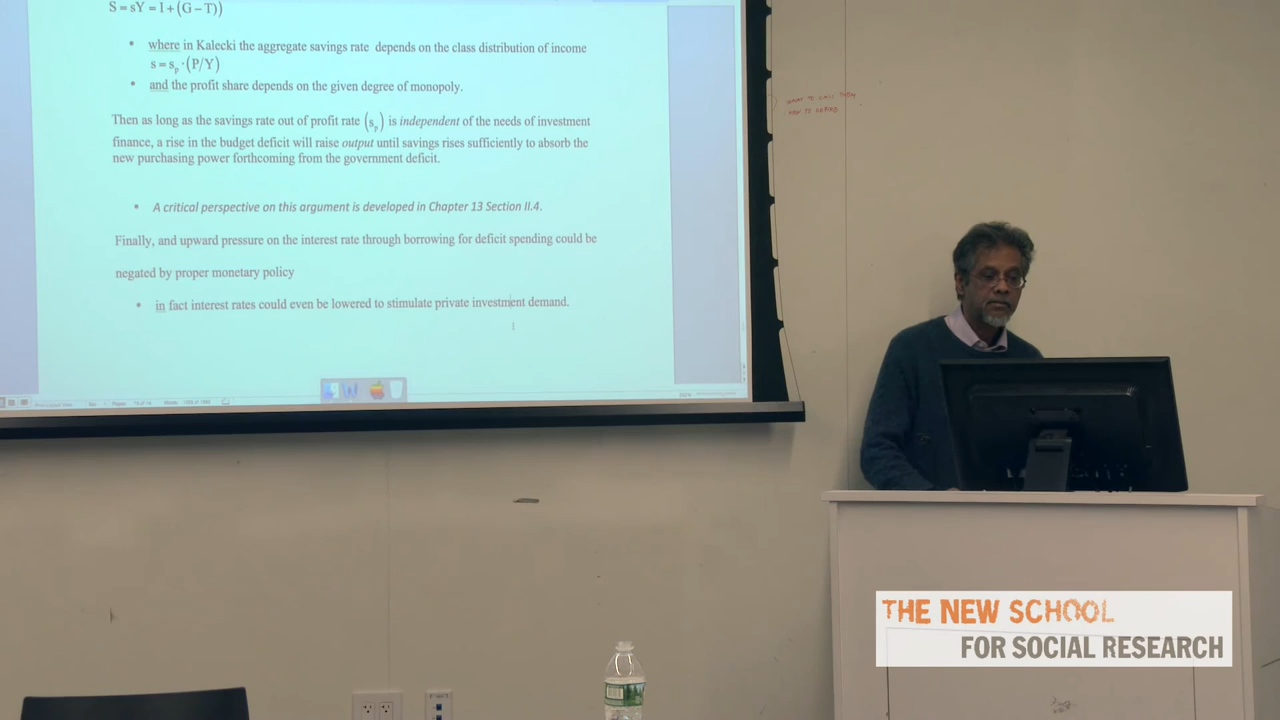 S = sY = I + (G – T)
• where in Kalecki the aggregate savings rate depends on the class distribution of income
s = sp · (P/Y)
• and the profit share depends on the given degree of monopoly.
Then as long as the savings rate out of profit rate (sp) is independent of the needs of investment
finance, a rise in the budget deficit will raise output until savings rises sufficiently to absorb the
new purchasing power forthcoming from the government deficit.
• A critical perspective on this argument is developed in Chapter 13 Section II.4.
Finally, and upward pressure on the interest rate through borrowing for deficit spending could be
negated by proper monetary policy
• in fact interest rates could even be lowered to stimulate private investment demand.
THE NEW SCHOOL
FOR SOCIAL RESEARCH